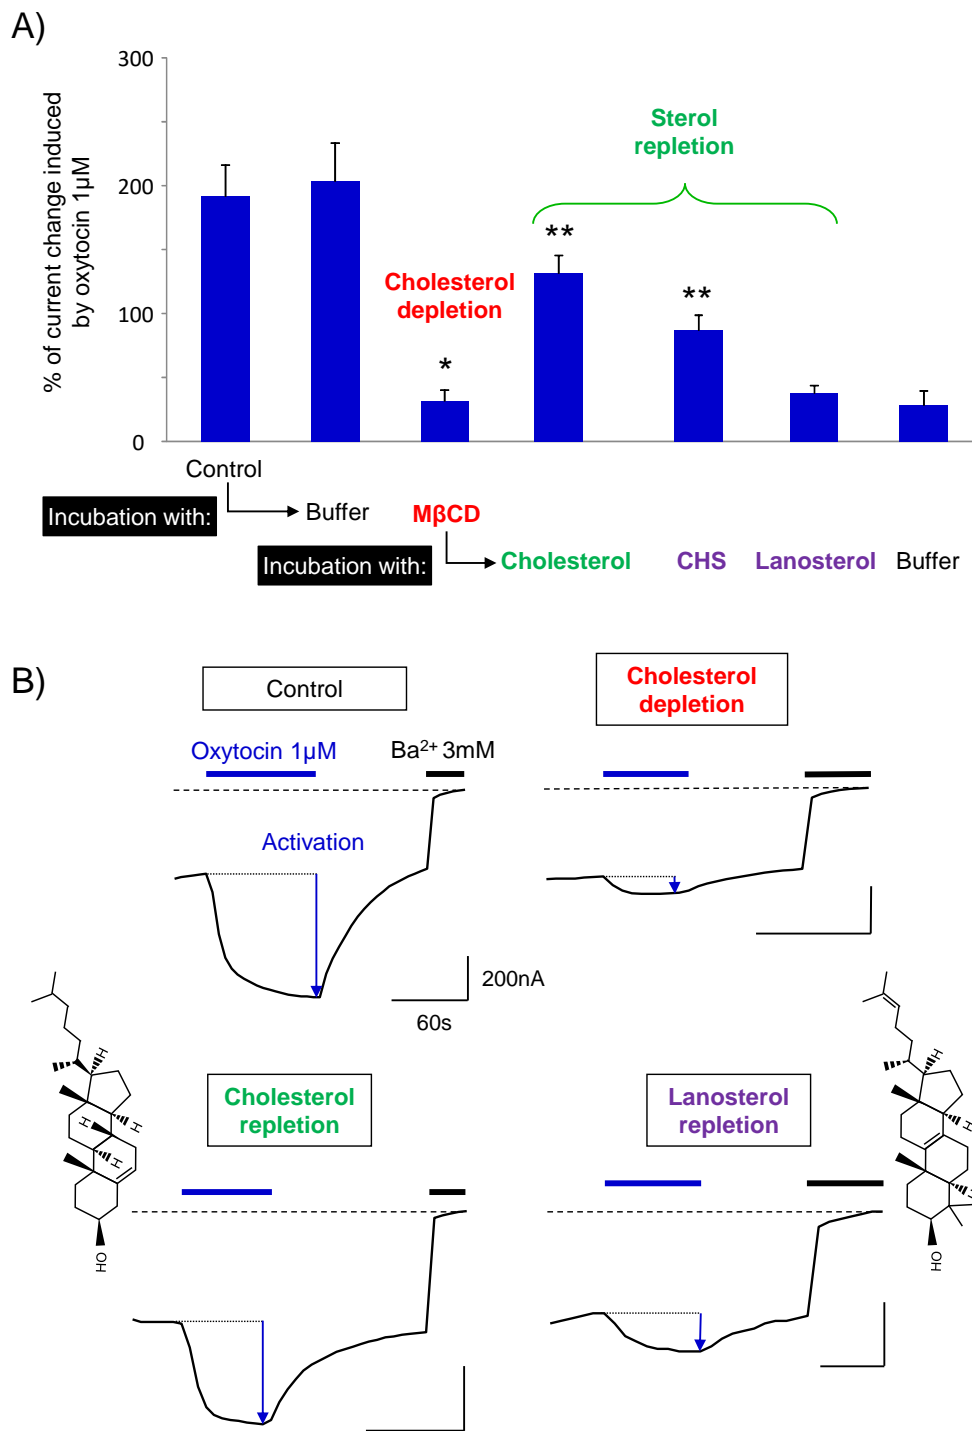 A)
% of current change induced
by oxytocin 1µM
300
200
100
0
Sterol
repletion
Cholesterol
depletion
*
**
**
Control
Incubation with:
Buffer
MβCD
Incubation with:
Cholesterol
CHS
Lanosterol
Buffer
B)
Control
Oxytocin 1µM
Ba²⁺ 3mM
Activation
200nA
60s
Cholesterol
depletion
Cholesterol
repletion
Lanosterol
repletion
H
H
H
H
HO
H
H
H
HO